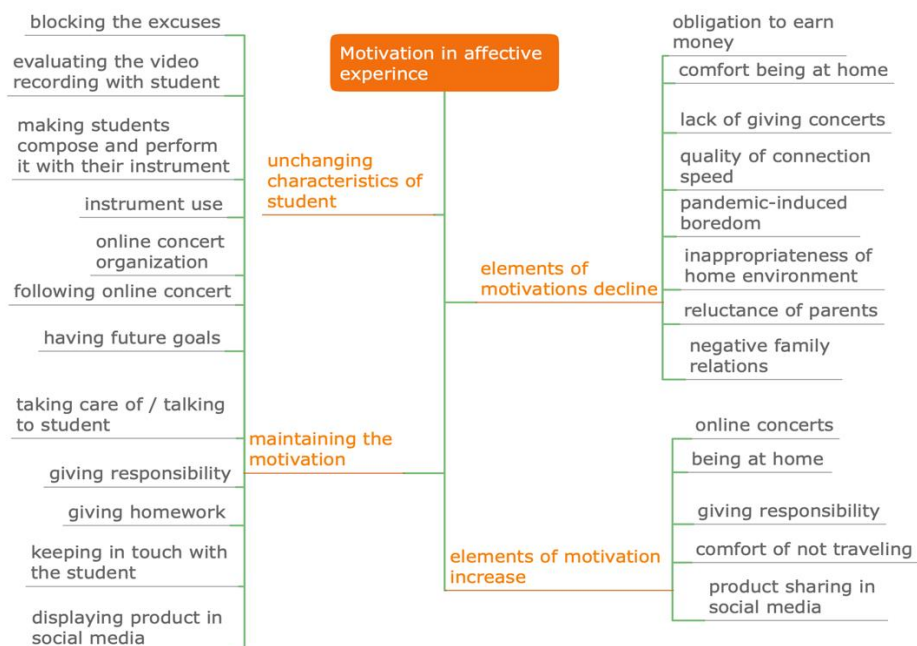 Motivation in affective
experince
unchanging
characteristics of
student
maintaining the
motivation
blocking the excuses
evaluating the video
recording with student
making students
compose and perform
it with their instrument
instrument use
online concert
organization
following online concert
having future goals
taking care of / talking
to student
giving responsibility
giving homework
keeping in touch with
the student
displaying product in
social media
elements of
motivations decline
obligation to earn
money
comfort being at home
lack of giving concerts
quality of connection
speed
pandemic-induced
boredom
inappropriateness of
home environment
reluctance of parents
negative family
relations
elements of motivation
increase
online concerts
being at home
giving responsibility
comfort of not traveling
product sharing in
social media